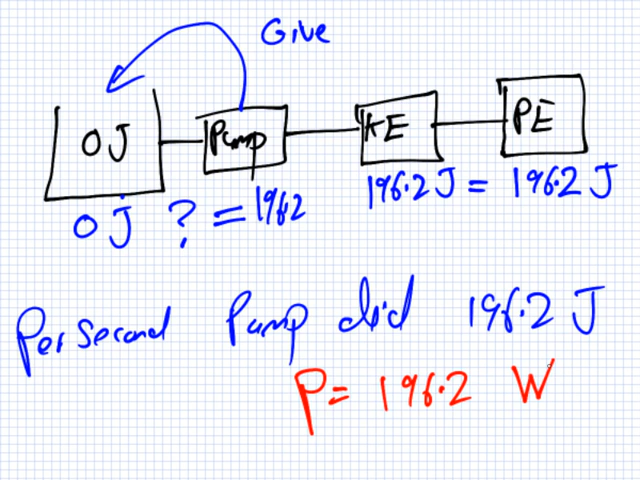 Give
OJ Pump KE PE
OJ ? = 196.2 196.2 J = 196.2 J
Per second Pump did 196.2 J
P = 196.2 W